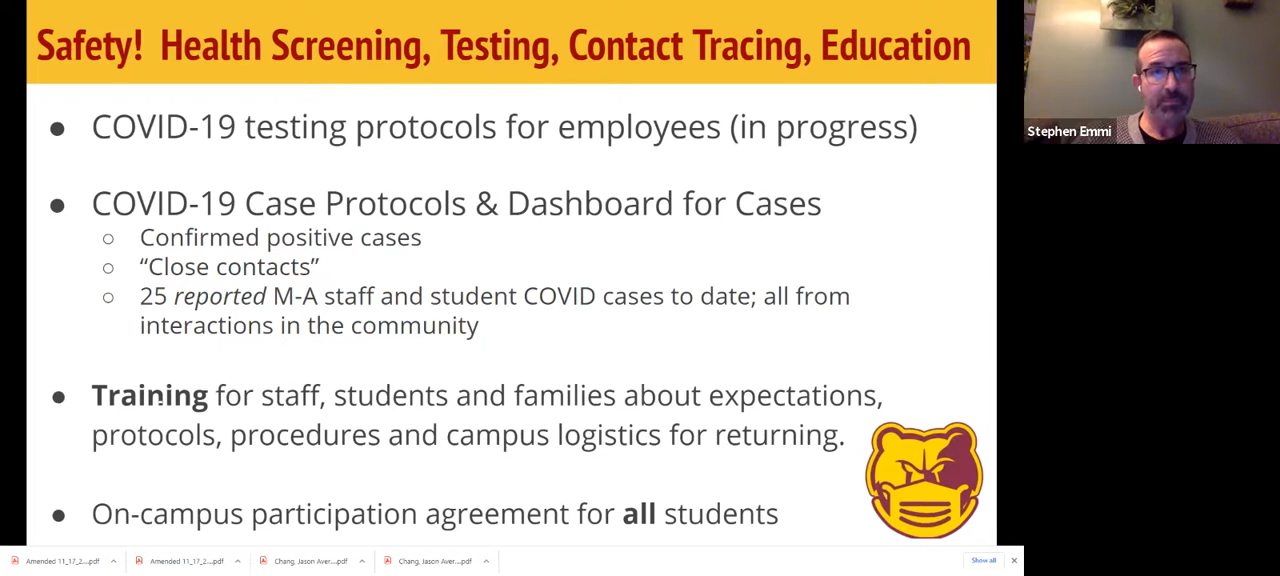 Safety! Health Screening, Testing, Contact Tracing, Education
● COVID-19 testing protocols for employees (in progress)
● COVID-19 Case Protocols & Dashboard for Cases
○ Confirmed positive cases
○ “Close contacts”
○ 25 reported M-A staff and student COVID cases to date; all from
interactions in the community
● Training for staff, students and families about expectations,
protocols, procedures and campus logistics for returning.
● On-campus participation agreement for all students
Stephen Emmi
Amended 11_17_2....pdf
Amended 11_17_2....pdf
Chang, Jason Aver....pdf
Chang, Jason Aver....pdf
Show all